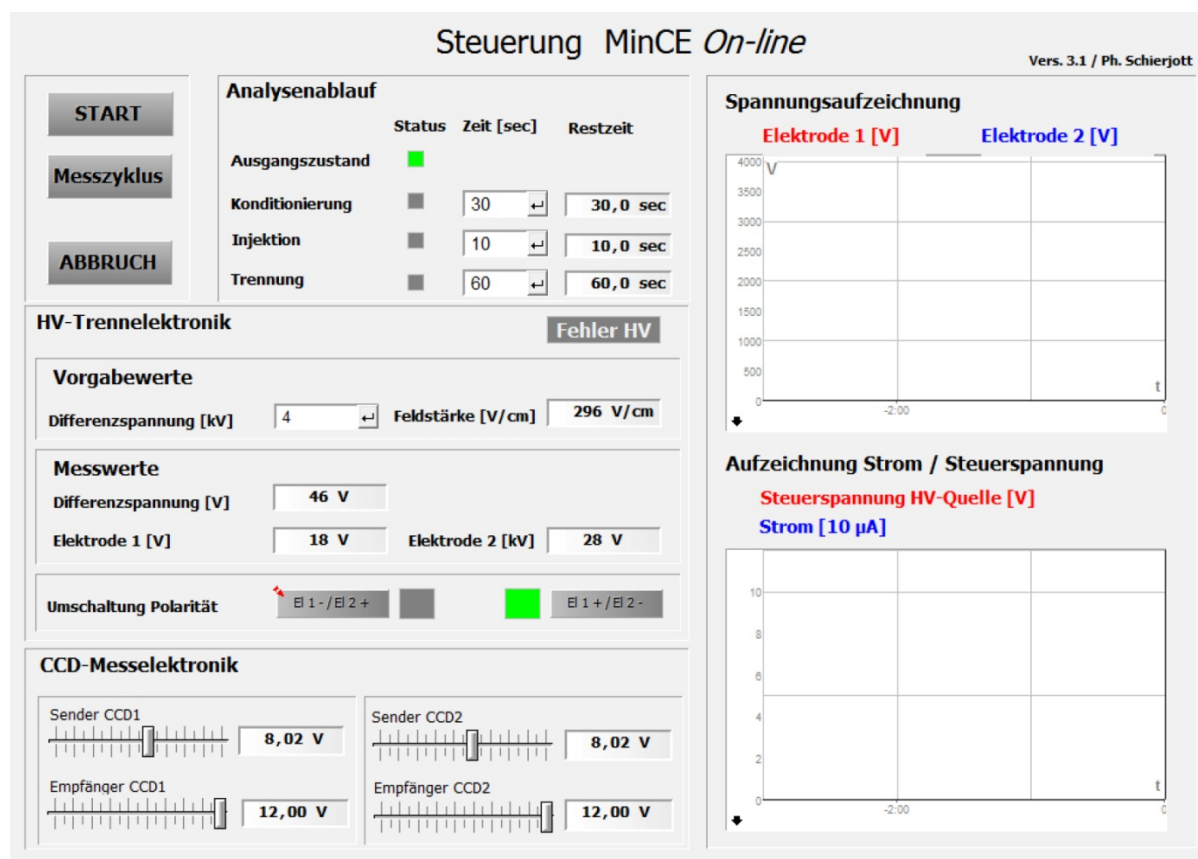 Steuerung MinCE On-line
Vers. 3.1 / Ph. Schierjott
START
Messzyklus
ABBRUCH
Analysenablauf
Status Zeit [sec] Restzeit
Ausgangszustand
Konditionierung 30 30,0 sec
Injektion 10 10,0 sec
Trennung 60 60,0 sec
HV-Trennelektronik
Fehler HV
Vorgabewerte
Differenzspannung [kV] 4 Feldstärke [V/cm] 296 V/cm
Messwerte
Differenzspannung [V] 46 V
Elektrode 1 [V] 18 V Elektrode 2 [kV] 28 V
Umschaltung Polarität El 1 - / El 2 + El 1 + / El 2 -
CCD-Messelektronik
Sender CCD1
8,02 V
Empfänger CCD1
12,00 V
Sender CCD2
8,02 V
Empfänger CCD2
12,00 V
Spannungsaufzeichnung
Elektrode 1 [V] Elektrode 2 [V]
4000 V
3500
3000
2500
2000
1500
1000
500
t
0
-2:00 0
Aufzeichnung Strom / Steuerspannung
Steuerspannung HV-Quelle [V]
Strom [10 µA]
10
8
6
4
2
t
0
-2:00 0